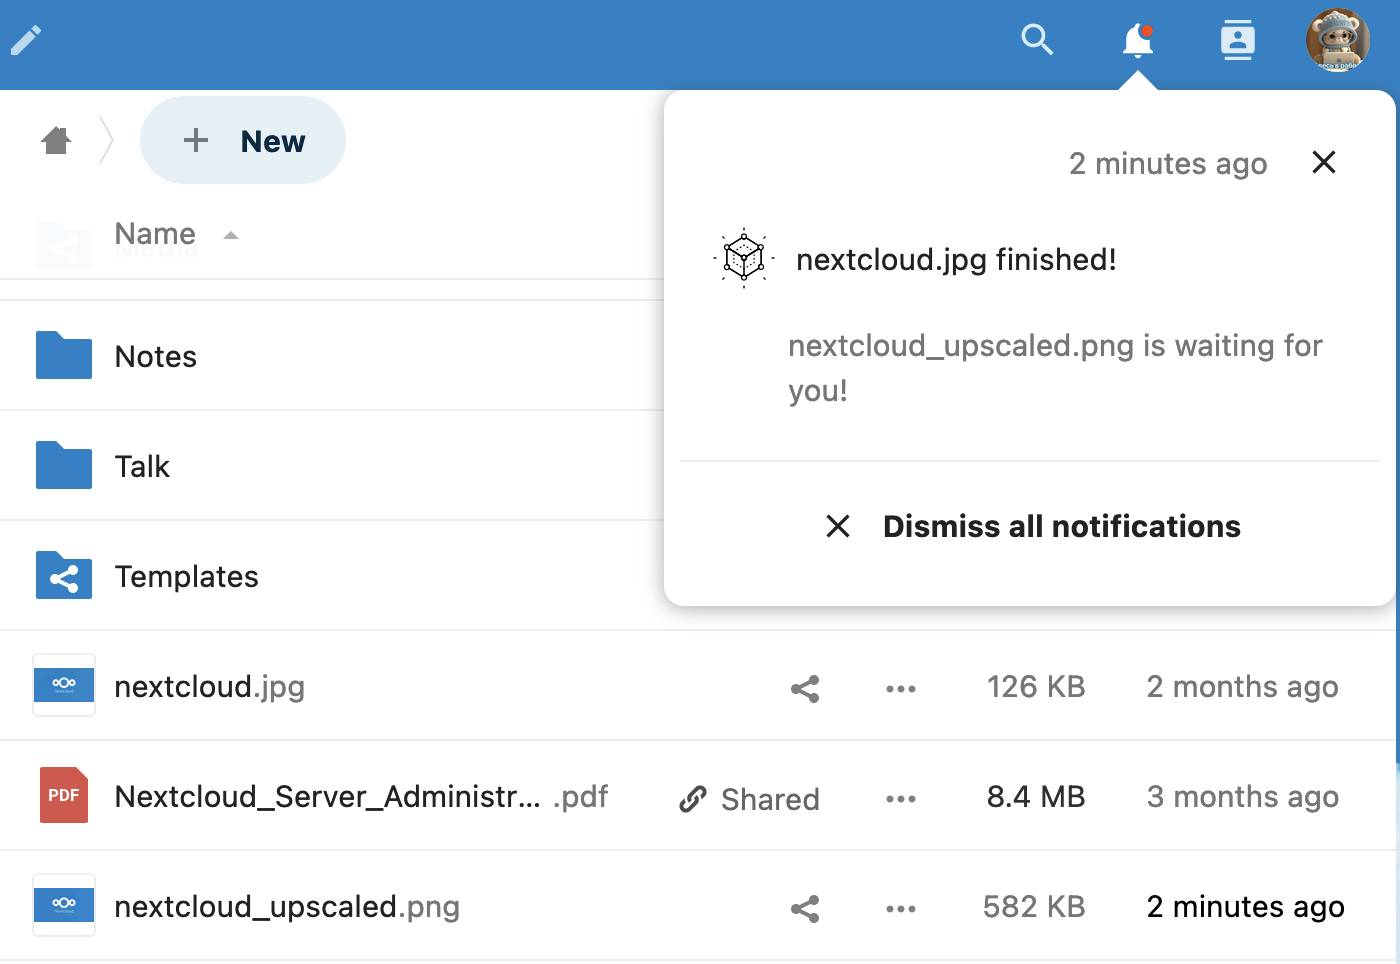 New
2 minutes ago
Name
Media
nextcloud.jpg finished!
nextcloud_upscaled.png is waiting for
you!
Notes
Talk
Dismiss all notifications
Templates
nextcloud.jpg 126 KB 2 months ago
PDF Nextcloud_Server_Administr... .pdf Shared 8.4 MB 3 months ago
nextcloud_upscaled.png 582 KB 2 minutes ago